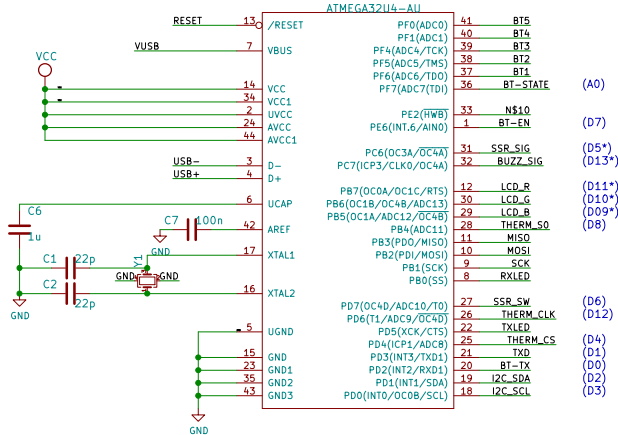 ATMEGA32U4-AU
RESET 13 /RESET PF0(ADC0) 41 BT5
PF1(ADC1) 40 BT4
VUSB 7 VBUS PF4(ADC4/TCK) 39 BT3
PF5(ADC5/TMS) 38 BT2
VCC PF6(ADC6/TDO) 37 BT1
14 VCC PF7(ADC7(TDI) 36 BT-STATE (A0)
34 VCC1
2 UVCC PE2(HWB) 33 N$10
24 AVCC PE6(INT.6/AIN0) 1 BT-EN (D7)
44 AVCC1
PC6(OC3A/OC4A) 31 SSR_SIG (D5*)
USB- 3 D- PC7(ICP3/CLK0/OC4A) 32 BUZZ_SIG (D13*)
USB+ 4 D+
PB7(OC0A/OC1C/RTS) 12 LCD_R (D11*)
6 UCAP PB6(OC1B/OC4B/ADC13) 30 LCD_G (D10*)
C6 PB5(OC1A/ADC12/OC4B) 29 LCD_B (D09*)
C7 100n 42 AREF PB4(ADC11) 28 THERM_SO (D8)
1u GND PB3(PDO/MISO) 11 MISO
C1 22p Y1 17 XTAL1 PB2(PDI/MOSI) 10 MOSI
PB1(SCK) 9 SCK
GND GND PB0(SS) 8 RXLED
C2 22p 16 XTAL2
GND PD7(OC4D/ADC10/T0) 27 SSR_SW (D6)
PD6(T1/ADC9/OC4D) 26 THERM_CLK (D12)
5 UGND PD5(XCK/CTS) 22 TXLED
PD4(ICP1/ADC8) 25 THERM_CS (D4)
15 GND PD3(INT3/TXD1) 21 TXD (D1)
23 GND1 PD2(INT2/RXD1) 20 BT-TX (D0)
35 GND2 PD1(INT1/SDA) 19 I2C_SDA (D2)
43 GND3 PD0(INT0/OC0B/SCL) 18 I2C_SCL (D3)
GND